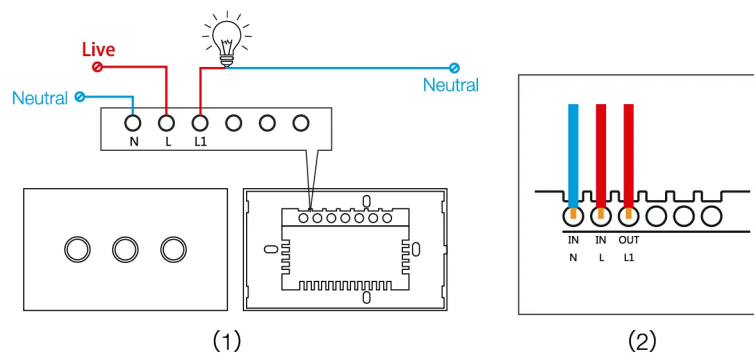 Live
Neutral
Neutral
N L L1
IN IN OUT
N L L1
(1)
(2)